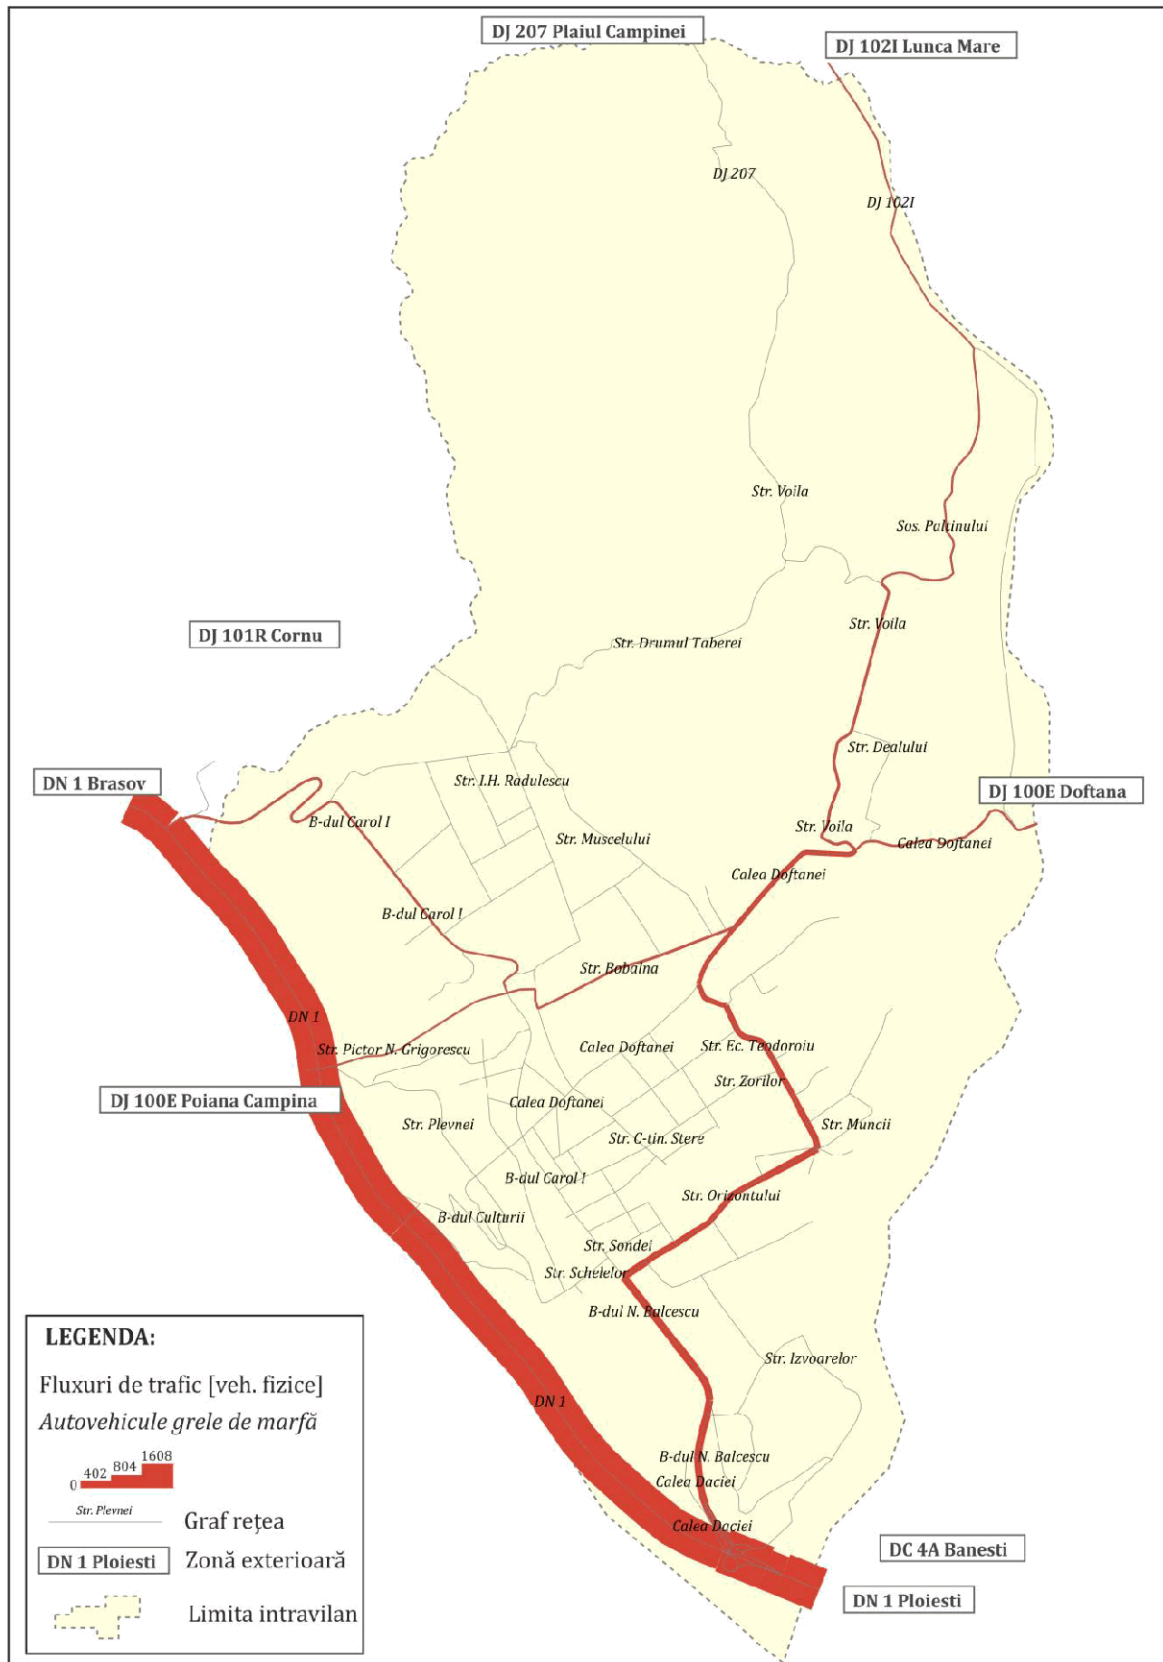 DJ 207 Plaiul Campinei
DJ 102I Lunca Mare
DJ 207
DJ 102I
Str. Voila
Sos. Paltinului
Str. Voila
DJ 101R Cornu
Str. Drumul Taberei
Str. Dealului
DN 1 Brasov
Str. I.H. Radulescu
DJ 100E Doftana
B-dul Carol I
Str. Voila
Str. Muscelului
Calea Doftanei
Calea Doftanei
B-dul Carol I
Str. Bobalna
DN 1
Str. Pictor N. Grigorescu
Calea Doftanei
Str. Ec. Teodoroiu
Str. Zorilor
DJ 100E Poiana Campina
Calea Doftanei
Str. Plevnei
Str. C-tin. Stere
Str. Muncii
B-dul Carol I
Str. Orizontului
B-dul Culturii
Str. Sondei
Str. Schelelor
B-dul N. Balcescu
Str. Izvoarelor
DN 1
B-dul N. Balcescu
Calea Daciei
Calea Daciei
DC 4A Banesti
DN 1 Ploiesti
LEGENDA:
Fluxuri de trafic [veh. fizice]
Autovehicule grele de marfă
0 402 804 1608
Str. Plevnei
Graf rețea
DN 1 Ploiesti
Zonă exterioară
Limita intravilan